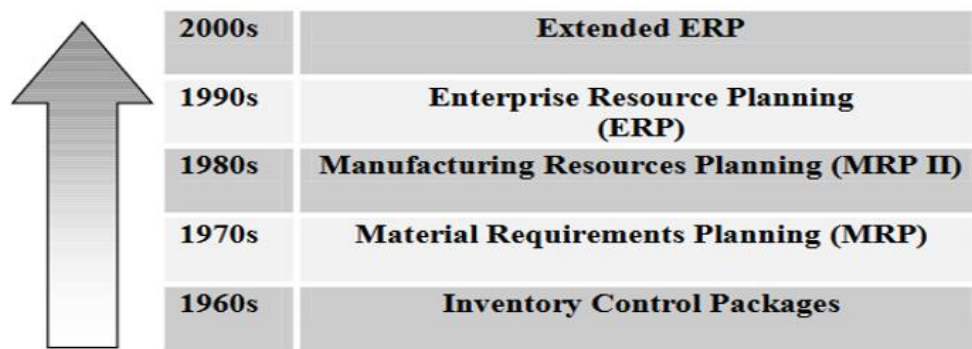 2000s Extended ERP
1990s Enterprise Resource Planning
(ERP)
1980s Manufacturing Resources Planning (MRP II)
1970s Material Requirements Planning (MRP)
1960s Inventory Control Packages